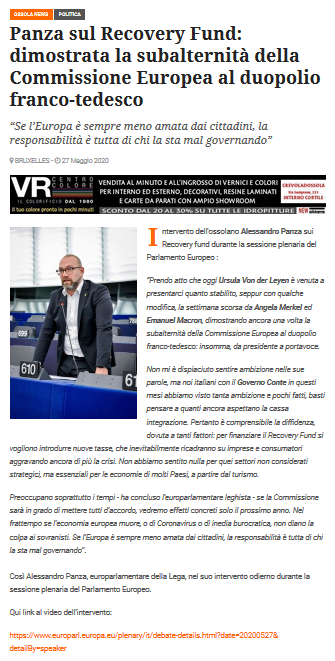 OSSOLA NEWS POLITICA
Panza sul Recovery Fund:
dimostrata la subalternità della
Commissione Europea al duopolio
franco-tedesco
“Se l’Europa è sempre meno amata dai cittadini, la
responsabilità è tutta di chi la sta mal governando”
BRUXELLES - 27 Maggio 2020
VR CENTRO COLORE
IL COLORIFICIO DAL 1980
Il tuo colore pronto in pochi minuti
VENDITA AL MINUTO E ALL'INGROSSO DI VERNICI E COLORI
PER INTERNO ED ESTERNO, DECORATIVI, RESINE LAMINATI
E CARTE DA PARATI CON AMPIO SHOWROOM
SCONTO DAL 20 AL 30% SU TUTTE LE IDROPITTURE
CREVOLADOSSOLA
INTERNO CORTILE
NEW
Intervento dell'ossolano Alessandro Panza sul
Recovery fund durante la sessione plenaria del
Parlamento Europeo :
“Prendo atto che oggi Ursula Von der Leyen è venuta a
presentarci quanto stabilito, seppur con qualche
modifica, la settimana scorsa da Angela Merkel ed
Emanuel Macron, dimostrando ancora una volta la
subalternità della Commissione Europea al duopolio
franco-tedesco: insomma, da presidente a portavoce.
Non mi è dispiaciuto sentire ambizione nelle sue
parole, ma noi italiani con il Governo Conte in questi
mesi abbiamo visto tanta ambizione e pochi fatti, basti
pensare a quanti ancora aspettano la cassa
integrazione. Pertanto è comprensibile la diffidenza,
dovuta a tanti fattori: per finanziare il Recovery Fund si
vogliono introdurre nuove tasse, che inevitabilmente ricadranno su imprese e consumatori
aggravando ancora di più la crisi. Non abbiamo sentito nulla per quei settori non considerati
strategici, ma essenziali per le economie di molti Paesi, a partire dal turismo.
Preoccupano soprattutto i tempi - ha concluso l'europarlamentare leghista - se la Commissione
sarà in grado di mettere tutti d'accordo, vedremo effetti concreti solo il prossimo anno. Nel
frattempo se l'economia europea muore, o di Coronavirus o di inedia burocratica, non diano la
colpa ai sovranisti. Se l'Europa è sempre meno amata dai cittadini, la responsabilità è tutta di chi
la sta mal governando”.
610
Così Alessandro Panza, europarlamentare della Lega, nel suo intervento odierno durante la
sessione plenaria del Parlamento Europeo.
Qui link al video dell'intervento:
https://www.europarl.europa.eu/plenary/it/debate-details.html?date=20200527&
detailBy=speaker